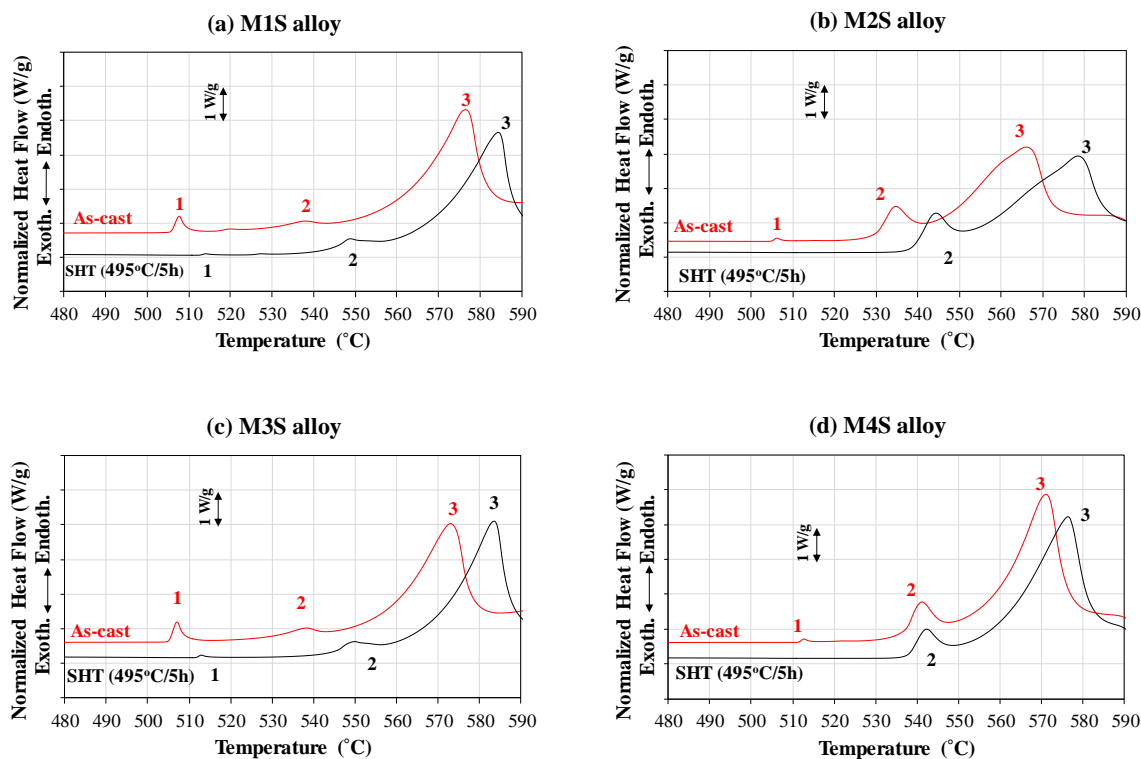 (a) M1S alloy
Normalized Heat Flow (W/g)
Exoth. Endoth.
1 W/g
3
3
1
2
As-cast
SHT (495°C/5h)
1
2
480 490 500 510 520 530 540 550 560 570 580 590
Temperature (˚C)
(b) M2S alloy
Normalized Heat Flow (W/g)
Exoth. Endoth.
1 W/g
3
3
2
As-cast
1
2
SHT (495°C/5h)
480 490 500 510 520 530 540 550 560 570 580 590
Temperature (˚C)
(c) M3S alloy
Normalized Heat Flow (W/g)
Exoth. Endoth.
1 W/g
3
3
1
2
As-cast
SHT (495°C/5h)
1
2
480 490 500 510 520 530 540 550 560 570 580 590
Temperature (˚C)
(d) M4S alloy
Normalized Heat Flow (W/g)
Exoth. Endoth.
1 W/g
3
3
2
As-cast
1
2
SHT (495°C/5h)
480 490 500 510 520 530 540 550 560 570 580 590
Temperature (˚C)